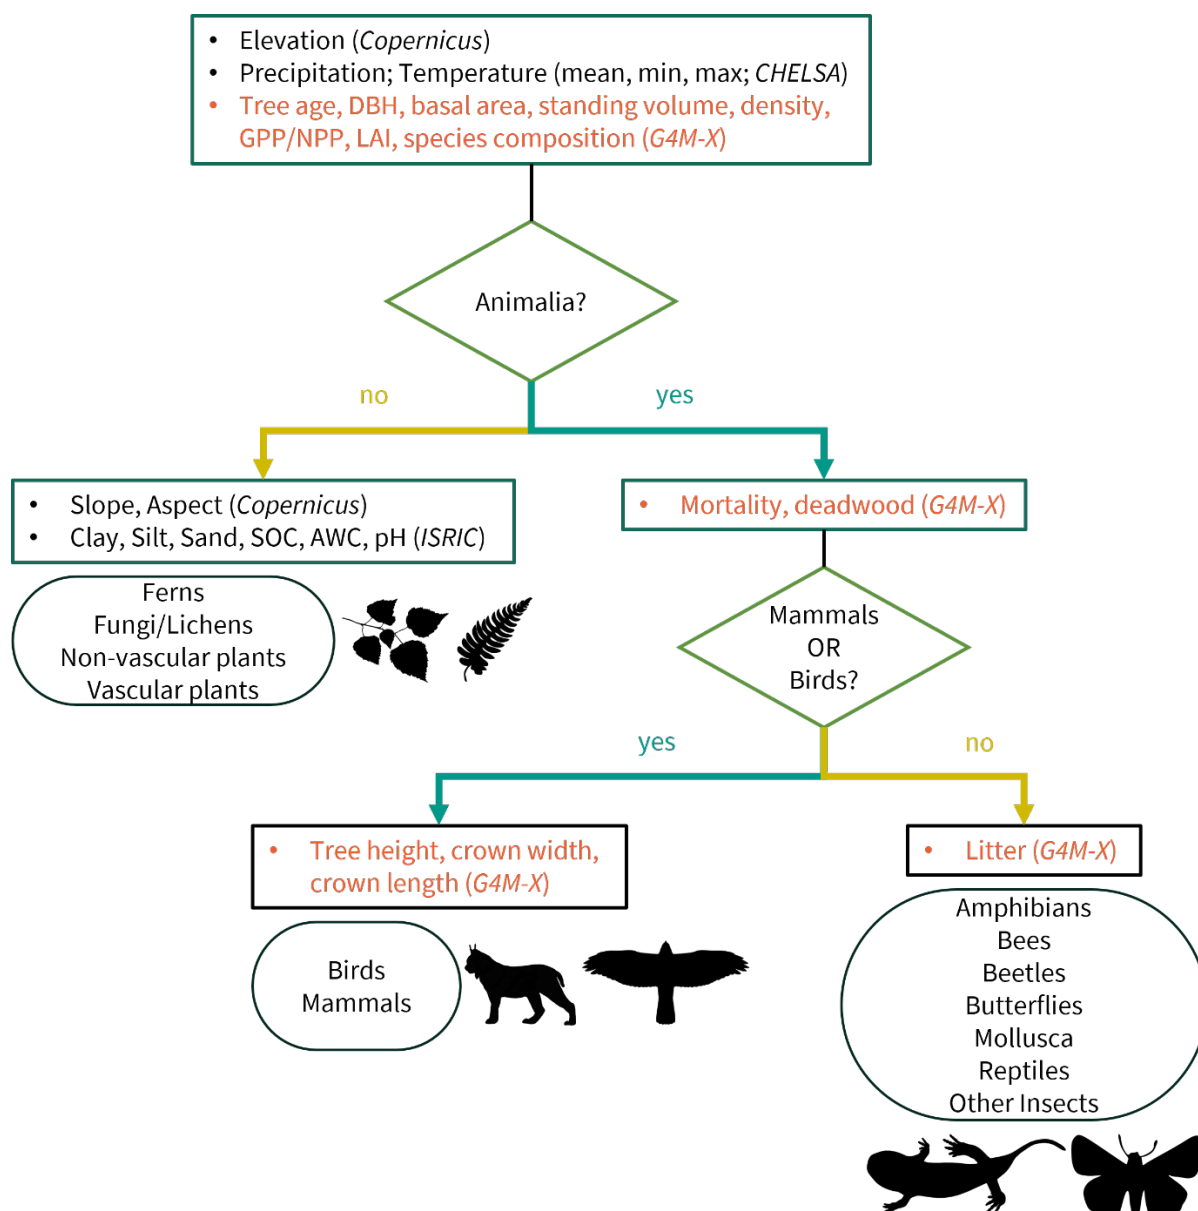 • Elevation (Copernicus)
• Precipitation; Temperature (mean, min, max; CHELSA)
• Tree age, DBH, basal area, standing volume, density,
GPP/NPP, LAI, species composition (G4M-X)
Animalia?
no
yes
• Slope, Aspect (Copernicus)
• Clay, Silt, Sand, SOC, AWC, pH (ISRIC)
Ferns
Fungi/Lichens
Non-vascular plants
Vascular plants
• Mortality, deadwood (G4M-X)
Mammals
OR
Birds?
yes
no
• Tree height, crown width,
crown length (G4M-X)
Birds
Mammals
• Litter (G4M-X)
Amphibians
Bees
Beetles
Butterflies
Mollusca
Reptiles
Other Insects